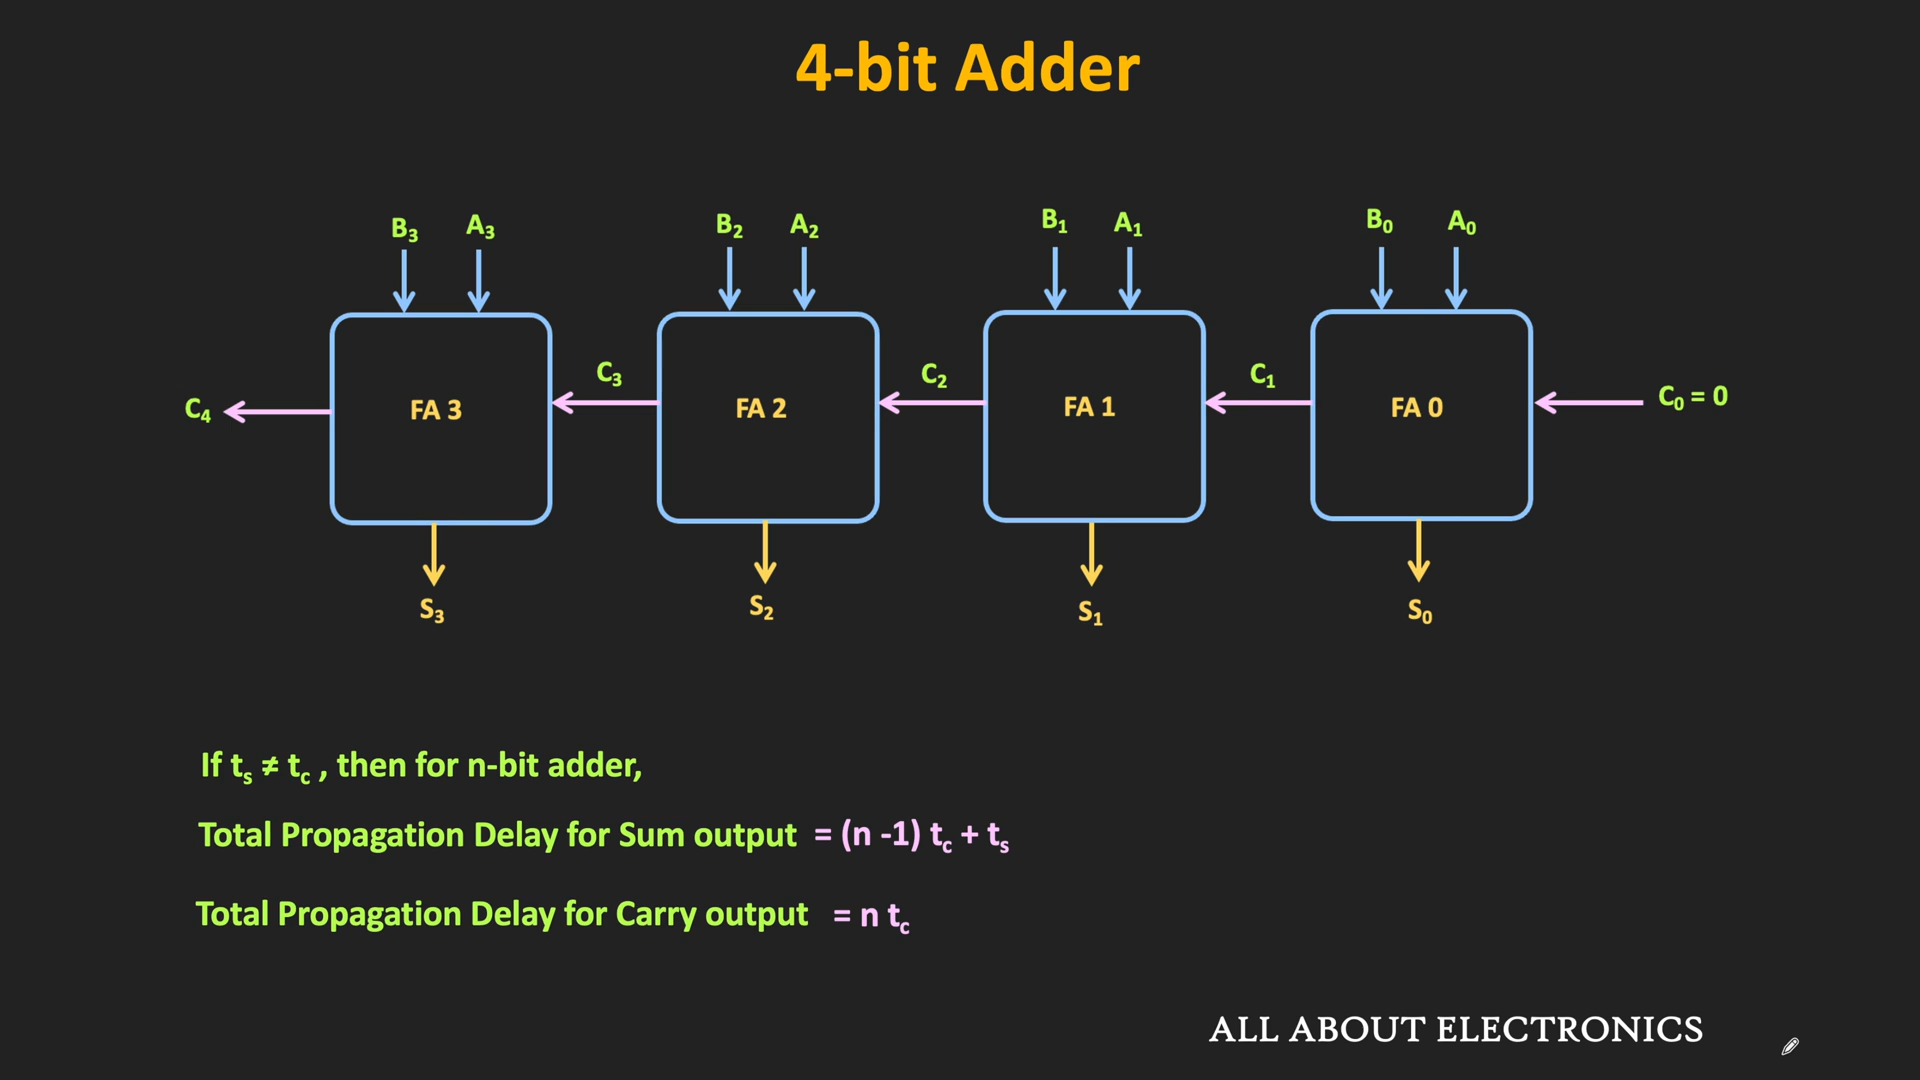 4-bit Adder
B₃ A₃ B₂ A₂ B₁ A₁ B₀ A₀
C₄ FA 3 C₃ FA 2 C₂ FA 1 C₁ FA 0 C₀ = 0
S₃ S₂ S₁ S₀
If tₛ ≠ t꜀ , then for n-bit adder,
Total Propagation Delay for Sum output = (n -1) t꜀ + tₛ
Total Propagation Delay for Carry output = n t꜀
ALL ABOUT ELECTRONICS